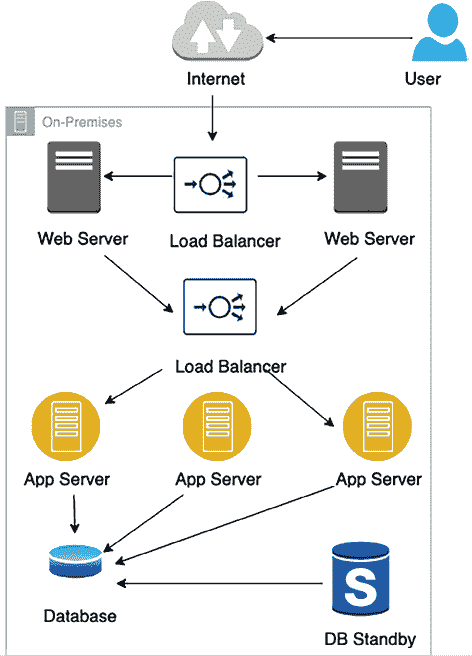 Internet
User
On-Premises
Web Server
Load Balancer
Web Server
Load Balancer
App Server
App Server
App Server
Database
S
DB Standby